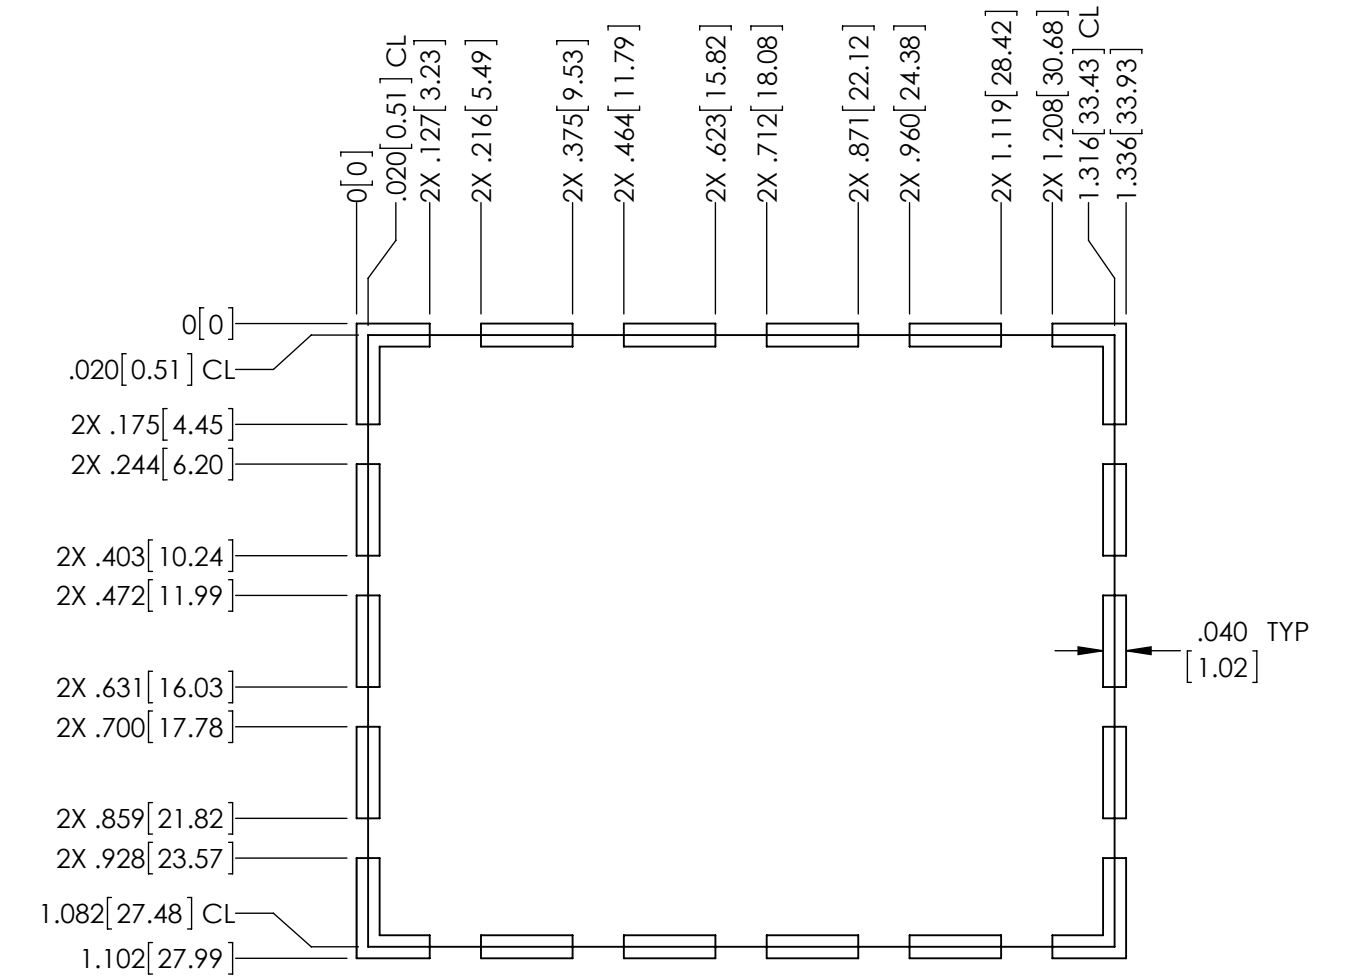 0[0]
.020[0.51] CL
2X .127[3.23]
2X .216[5.49]
2X .375[9.53]
2X .464[11.79]
2X .623[15.82]
2X .712[18.08]
2X .871[22.12]
2X .960[24.38]
2X 1.119[28.42]
2X 1.208[30.68]
1.316[33.43] CL
1.336[33.93]
0[0]
.020[0.51] CL
2X .175[4.45]
2X .244[6.20]
2X .403[10.24]
2X .472[11.99]
2X .631[16.03]
2X .700[17.78]
2X .859[21.82]
2X .928[23.57]
1.082[27.48] CL
1.102[27.99]
.040 TYP
[1.02]